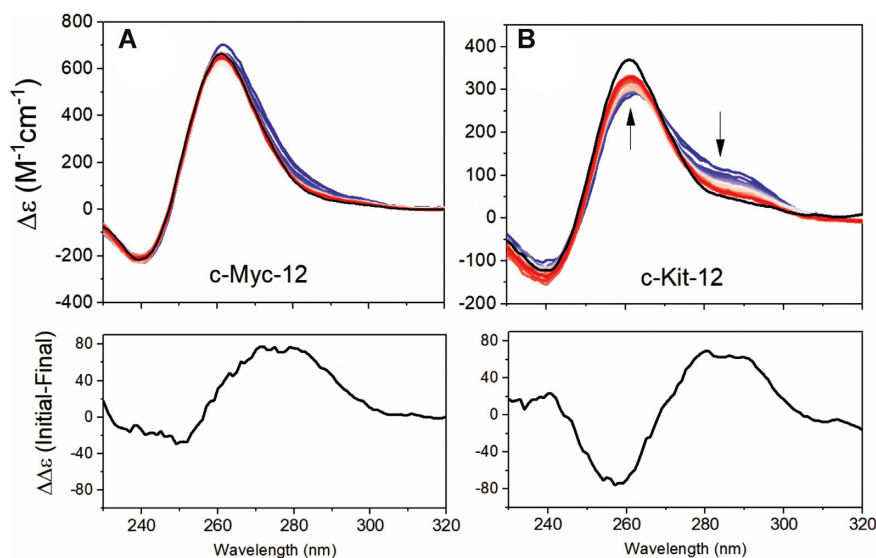 A
B
800
600
400
200
0
-200
-400
400
300
200
100
0
-100
-200
Δε (M-1cm-1)
c-Myc-12
c-Kit-12
80
40
0
-40
-80
80
40
0
-40
-80
ΔΔε (Initial-Final)
240 260 280 300 320
240 260 280 300 320
Wavelength (nm)
Wavelength (nm)